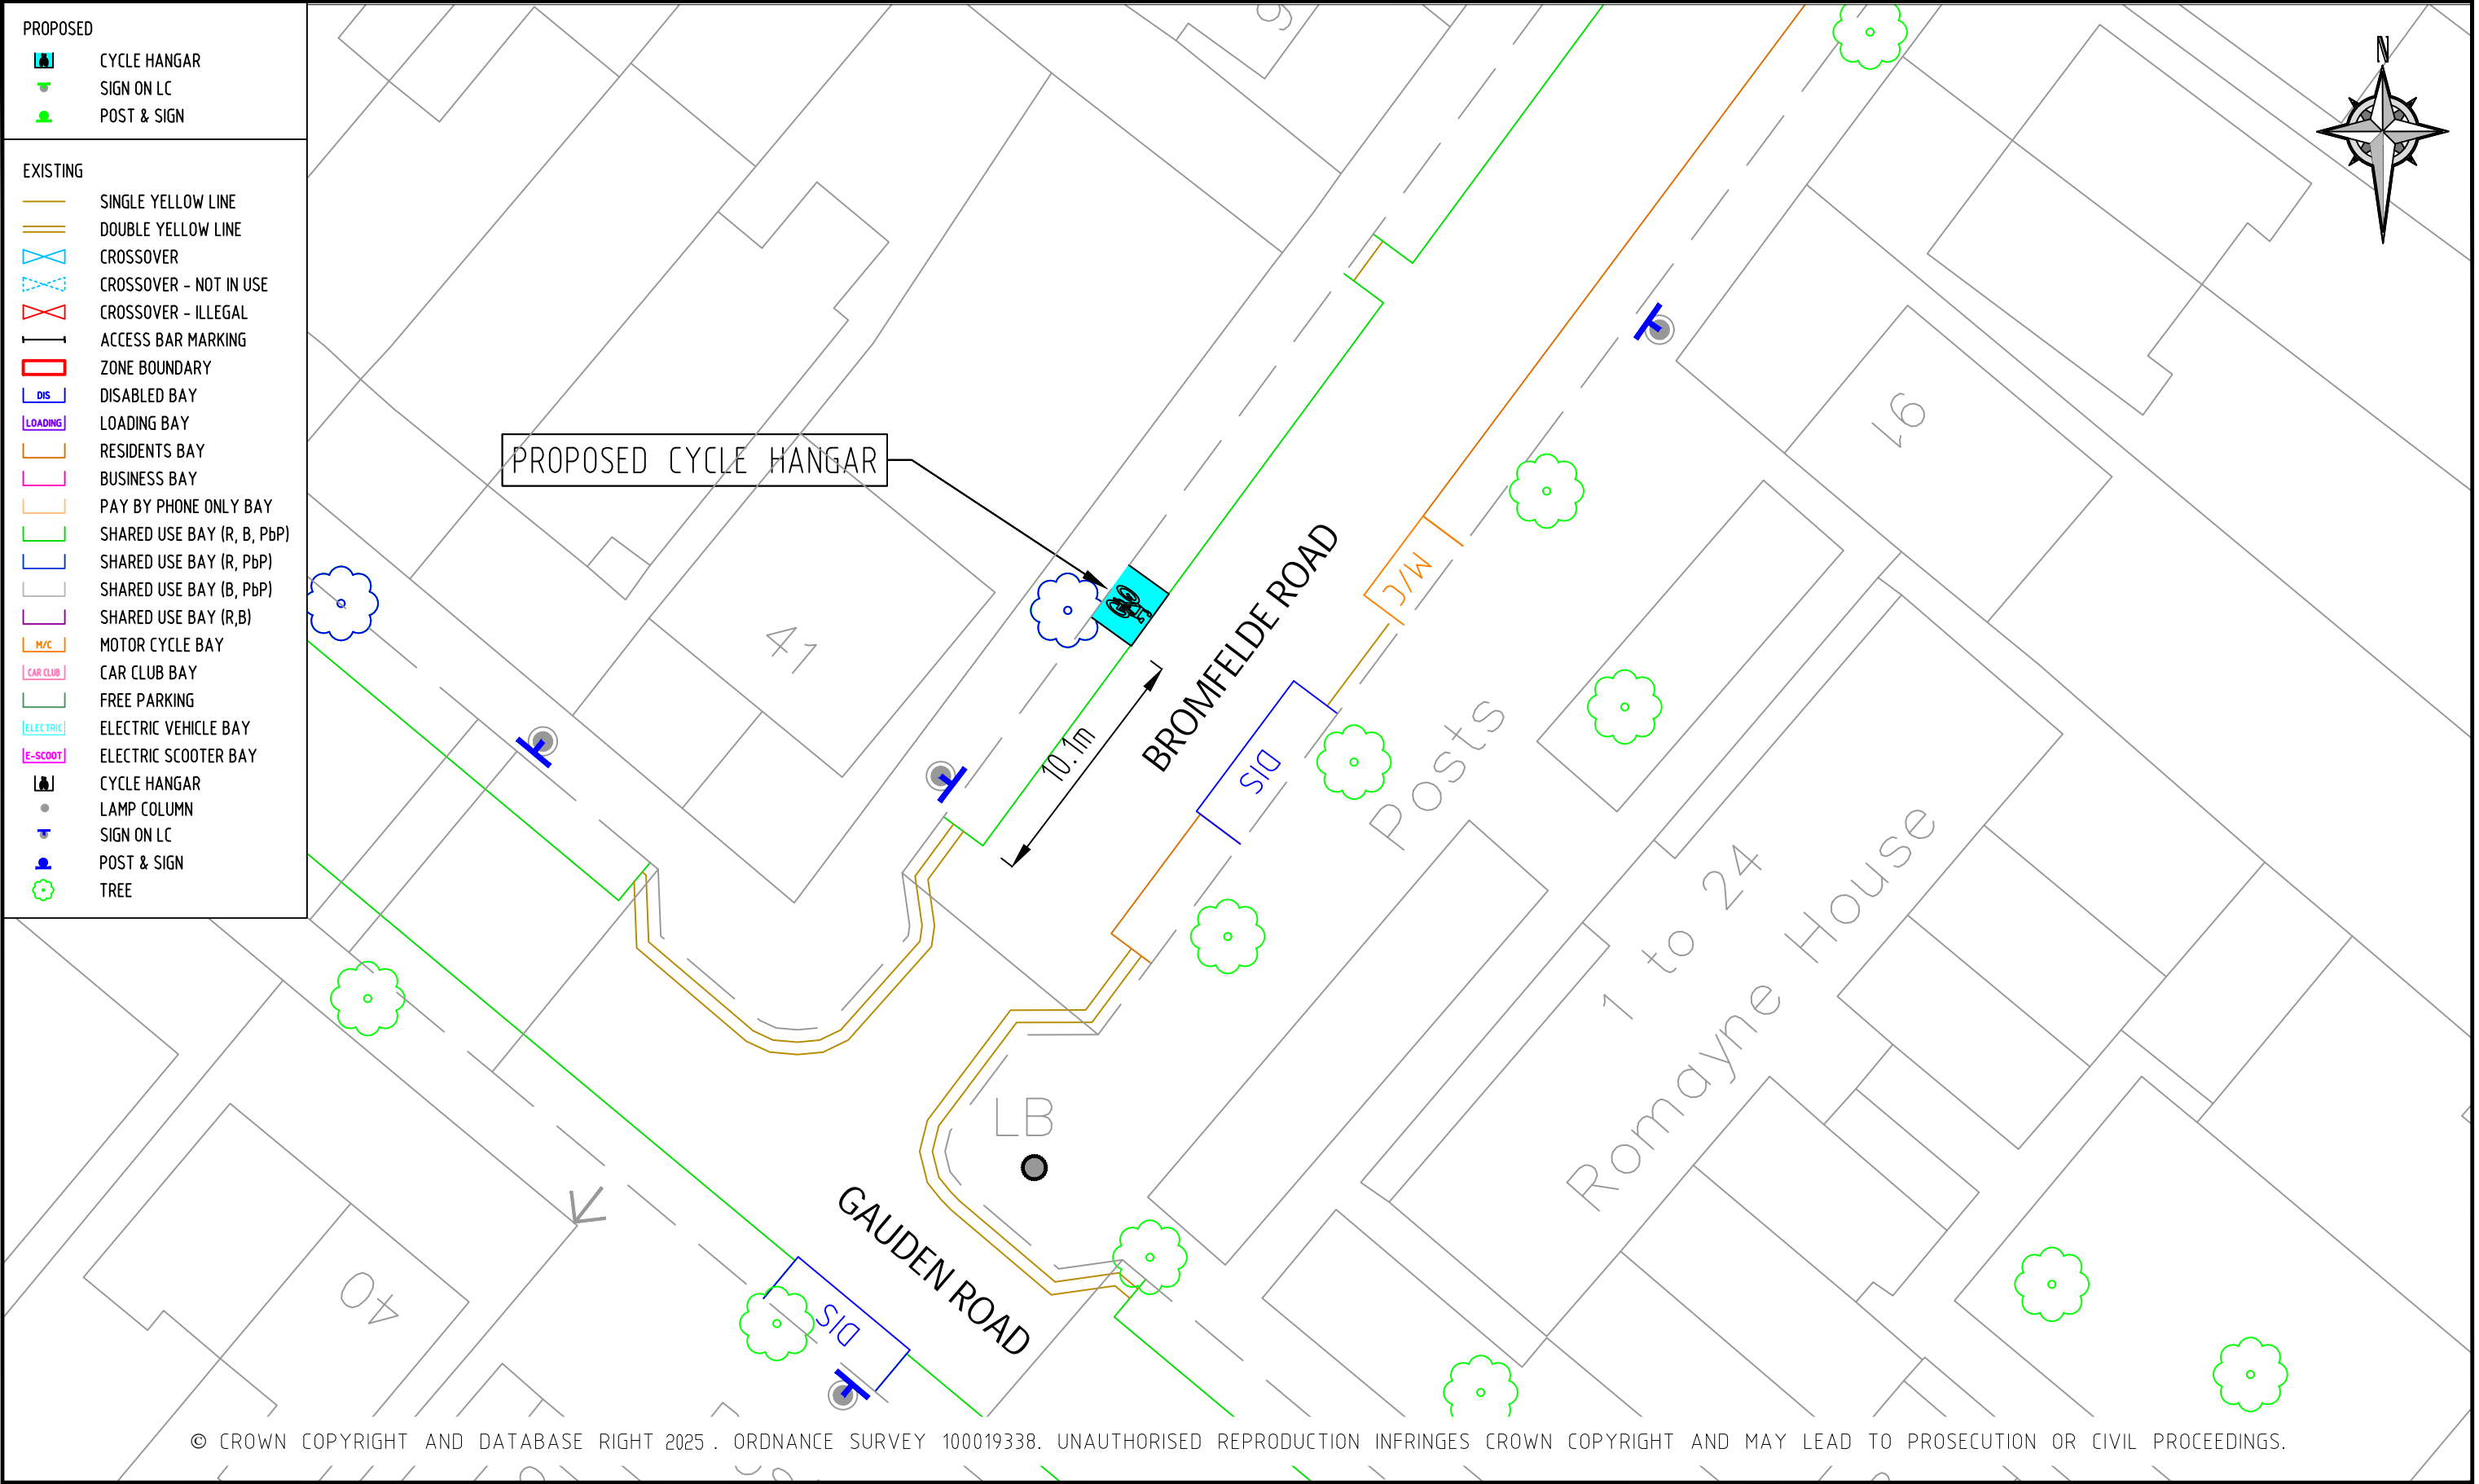 PROPOSED
CYCLE HANGAR
SIGN ON LC
POST & SIGN
EXISTING
SINGLE YELLOW LINE
DOUBLE YELLOW LINE
CROSSOVER
CROSSOVER - NOT IN USE
CROSSOVER - ILLEGAL
ACCESS BAR MARKING
ZONE BOUNDARY
DIS DISABLED BAY
LOADING LOADING BAY
RESIDENTS BAY
BUSINESS BAY
PAY BY PHONE ONLY BAY
SHARED USE BAY (R, B, PbP)
SHARED USE BAY (R, PbP)
SHARED USE BAY (B, PbP)
SHARED USE BAY (R,B)
M/C MOTOR CYCLE BAY
CAR CLUB CAR CLUB BAY
FREE PARKING
ELECTRIC ELECTRIC VEHICLE BAY
E-SCOOT ELECTRIC SCOOTER BAY
CYCLE HANGAR
LAMP COLUMN
SIGN ON LC
POST & SIGN
TREE
N
PROPOSED CYCLE HANGAR
16
M/C
47
BROMFELDE ROAD
10.1m
DIS
Posts
1 to 24
Romayne House
LB
GAUDEN ROAD
DIS
40
© CROWN COPYRIGHT AND DATABASE RIGHT 2025 . ORDNANCE SURVEY 100019338. UNAUTHORISED REPRODUCTION INFRINGES CROWN COPYRIGHT AND MAY LEAD TO PROSECUTION OR CIVIL PROCEEDINGS.